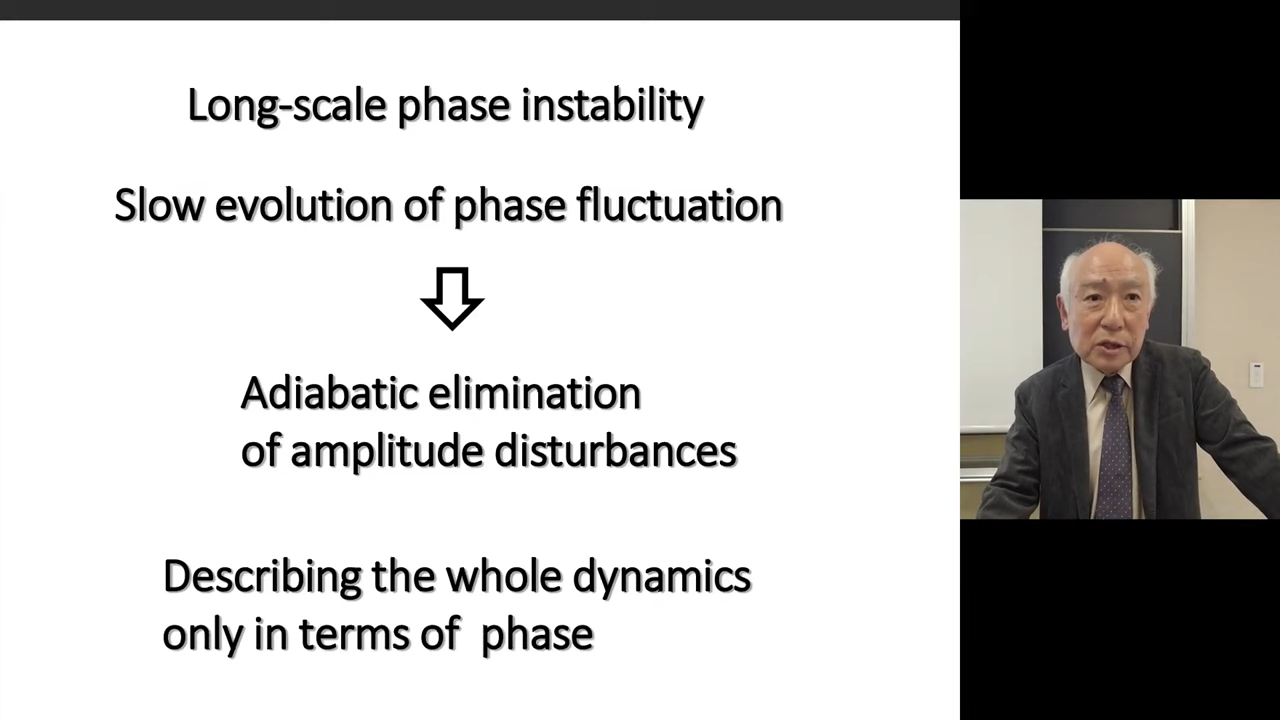 Long-scale phase instability
Slow evolution of phase fluctuation
Adiabatic elimination
of amplitude disturbances
Describing the whole dynamics
only in terms of phase